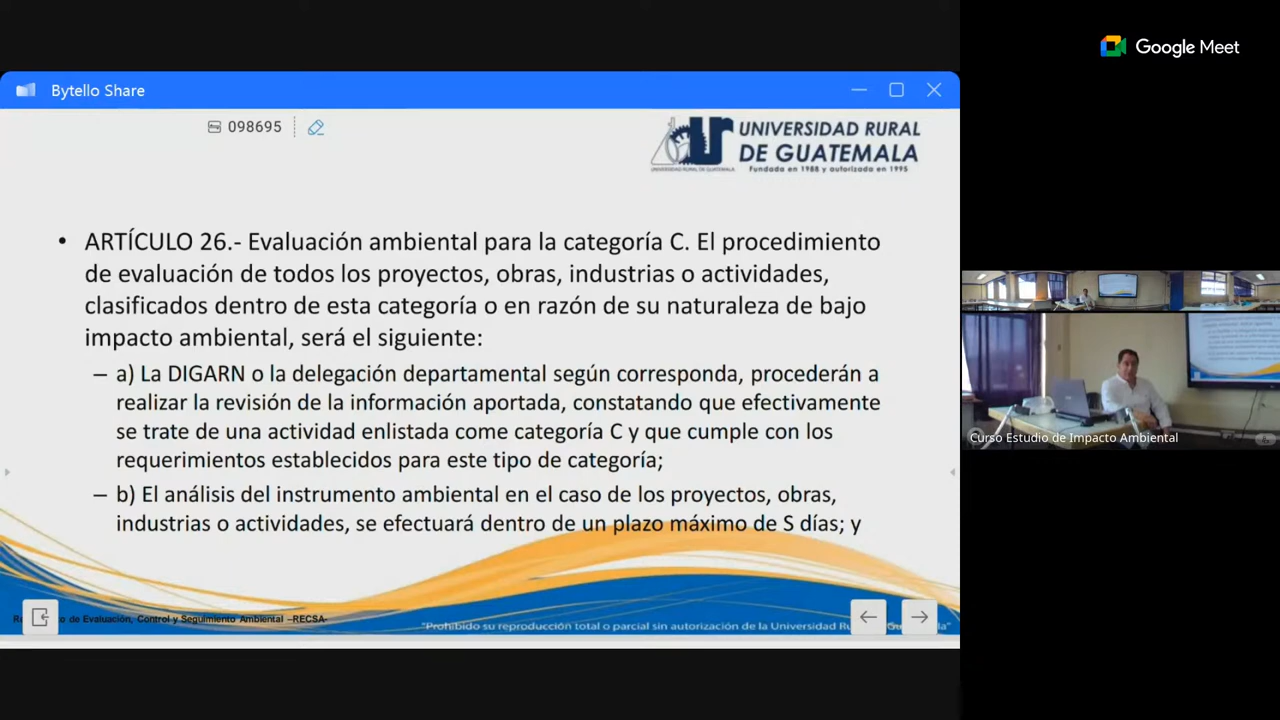 Google Meet
Bytello Share
098695
UNIVERSIDAD RURAL
DE GUATEMALA
Fundada en 1988 y autorizada en 1995
UNIVERSIDAD RURAL DE GUATEMALA
• ARTÍCULO 26.- Evaluación ambiental para la categoría C. El procedimiento
de evaluación de todos los proyectos, obras, industrias o actividades,
clasificados dentro de esta categoría o en razón de su naturaleza de bajo
impacto ambiental, será el siguiente:
– a) La DIGARN o la delegación departamental según corresponda, procederán a
realizar la revisión de la información aportada, constatando que efectivamente
se trate de una actividad enlistada como categoría C y que cumple con los
requerimientos establecidos para este tipo de categoría;
– b) El análisis del instrumento ambiental en el caso de los proyectos, obras,
industrias o actividades, se efectuará dentro de un plazo máximo de S días; y
de Evaluación, Control y Seguimiento Ambiental –RECSA-
"Prohibido su reproducción total o parcial sin autorización de la Universidad
Curso Estudio de Impacto Ambiental